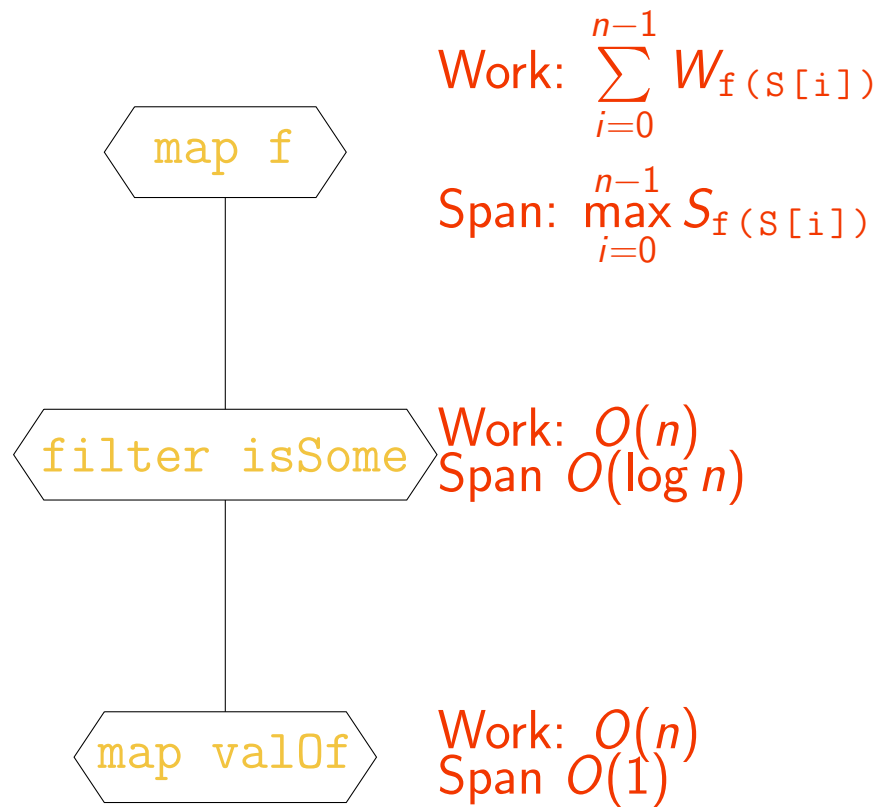 Work: \sum_{i=0}^{n-1} W_{f(S[i])}
map f
Span: \max_{i=0}^{n-1} S_{f(S[i])}
filter isSome
Work: O(n)
Span O(log n)
map valOf
Work: O(n)
Span O(1)